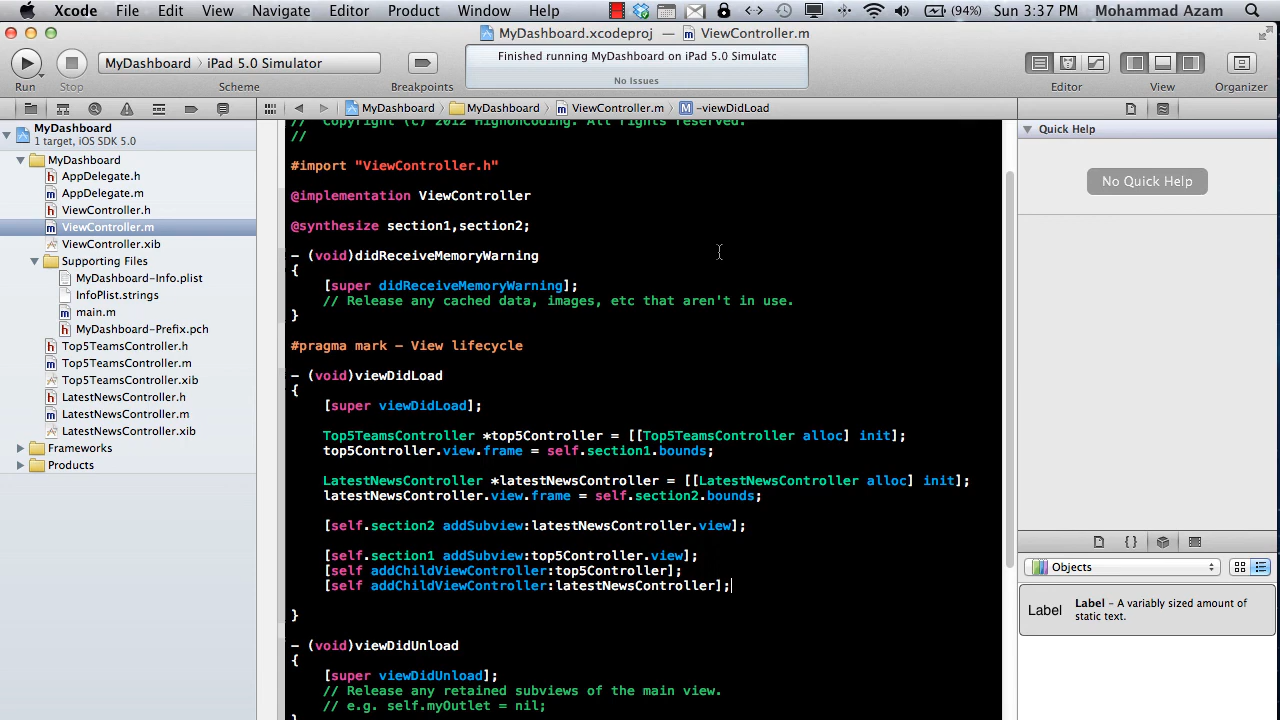 Xcode File Edit View Navigate Editor Product Window Help (94%) Sun 3:37 PM Mohammad Azam
MyDashboard.xcodeproj — ViewController.m
Run Stop MyDashboard iPad 5.0 Simulator Scheme Breakpoints
Finished running MyDashboard on iPad 5.0 Simulatc
No Issues
Editor View Organizer
MyDashboard MyDashboard ViewController.m -viewDidLoad
MyDashboard
1 target, iOS SDK 5.0
MyDashboard
AppDelegate.h
AppDelegate.m
ViewController.h
ViewController.m
ViewController.xib
Supporting Files
MyDashboard-Info.plist
InfoPlist.strings
main.m
MyDashboard-Prefix.pch
Top5TeamsController.h
Top5TeamsController.m
Top5TeamsController.xib
LatestNewsController.h
LatestNewsController.m
LatestNewsController.xib
Frameworks
Products
// Copyright (c) 2012 HighOnCoding. All rights reserved.
//
#import "ViewController.h"
@implementation ViewController
@synthesize section1,section2;
- (void)didReceiveMemoryWarning
{
[super didReceiveMemoryWarning];
// Release any cached data, images, etc that aren't in use.
}
#pragma mark - View lifecycle
- (void)viewDidLoad
{
[super viewDidLoad];
Top5TeamsController *top5Controller = [[Top5TeamsController alloc] init];
top5Controller.view.frame = self.section1.bounds;
LatestNewsController *latestNewsController = [[LatestNewsController alloc] init];
latestNewsController.view.frame = self.section2.bounds;
[self.section2 addSubview:latestNewsController.view];
[self.section1 addSubview:top5Controller.view];
[self addChildViewController:top5Controller];
[self addChildViewController:latestNewsController];
}
- (void)viewDidUnload
{
[super viewDidUnload];
// Release any retained subviews of the main view.
// e.g. self.myOutlet = nil;
}
Quick Help
No Quick Help
Objects
Label
Label - A variably sized amount of
static text.